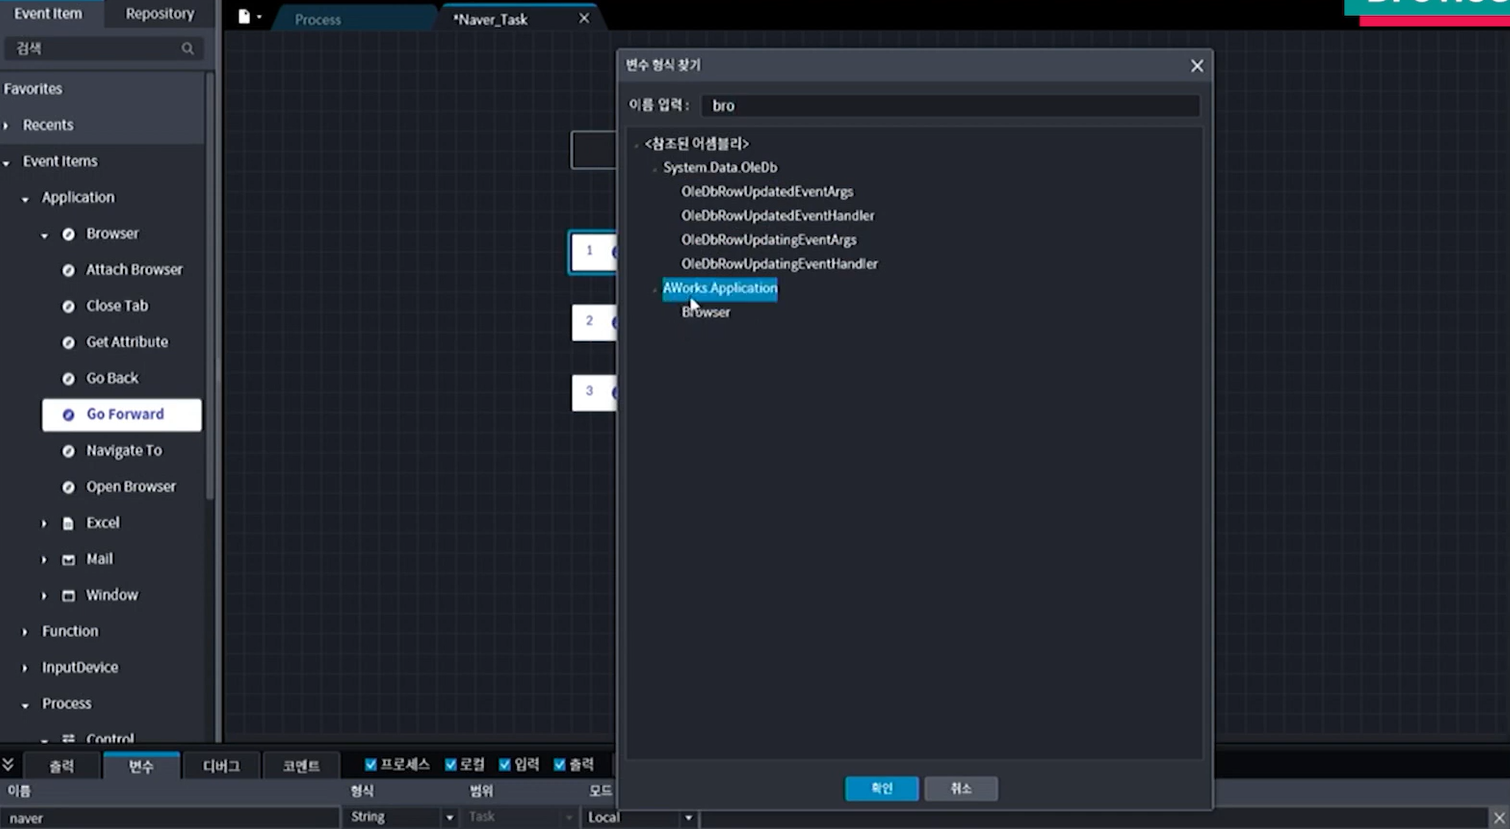 Event Item
Repository
Process
*Naver_Task
검색
Favorites
Recents
Event Items
Application
Browser
Attach Browser
Close Tab
Get Attribute
Go Back
Go Forward
Navigate To
Open Browser
Excel
Mail
Window
Function
InputDevice
Process
Control
1
2
3
변수 형식 찾기
이름 입력 :
bro
<참조된 어셈블리>
System.Data.OleDb
OleDbRowUpdatedEventArgs
OleDbRowUpdatedEventHandler
OleDbRowUpdatingEventArgs
OleDbRowUpdatingEventHandler
AWorks.Application
Browser
확인
취소
출력
변수
디버그
코멘트
프로세스
로컬
입력
출력
이름
형식
범위
모드
naver
String
Task
Local